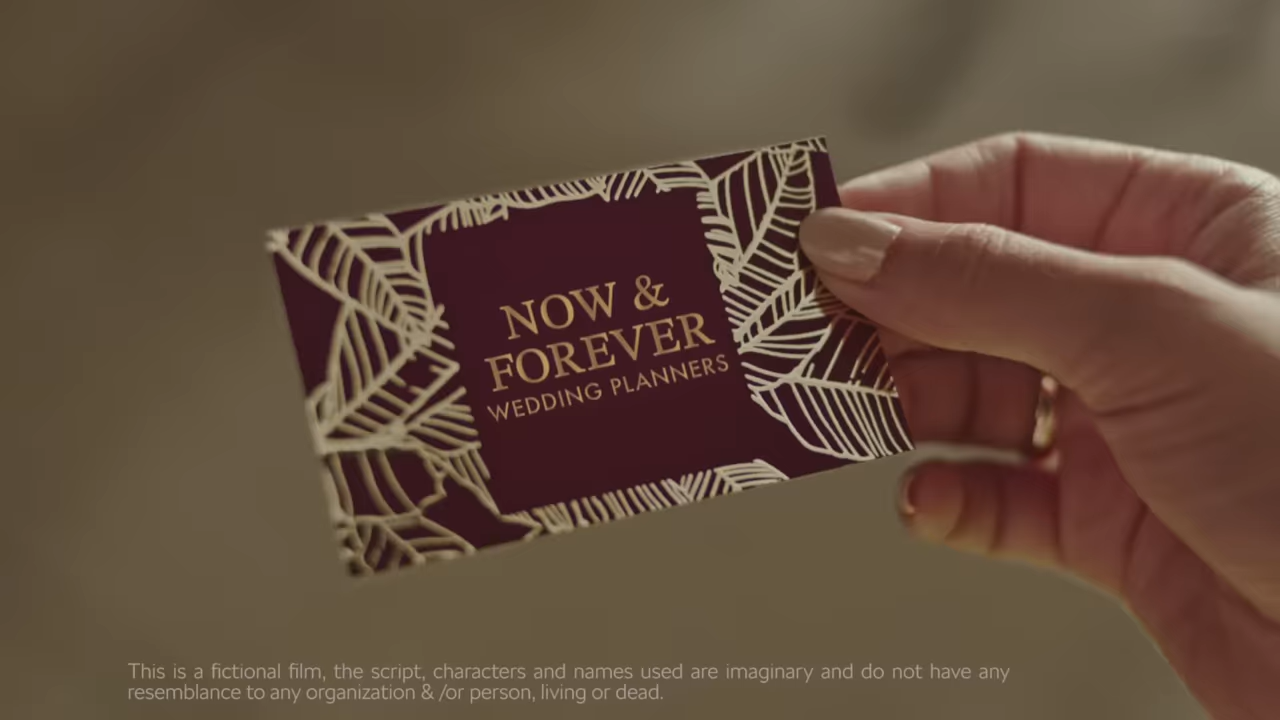 NOW &
FOREVER
WEDDING PLANNERS
This is a fictional film, the script, characters and names used are imaginary and do not have any
resemblance to any organization & /or person, living or dead.